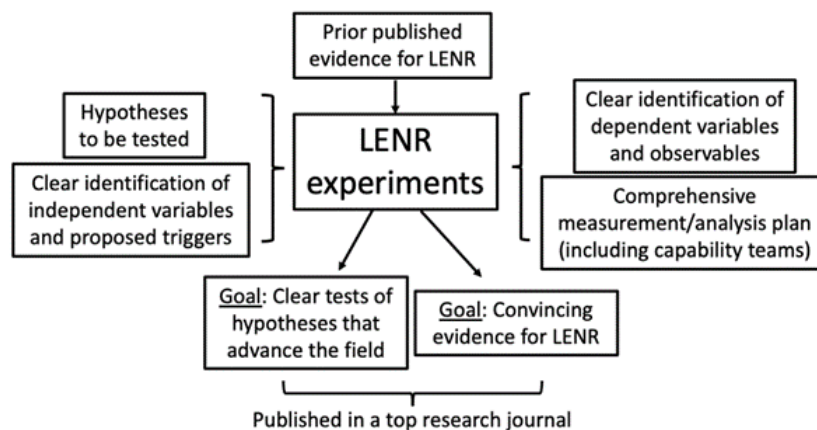 Prior published
evidence for LENR
Hypotheses
to be tested
Clear identification of
independent variables
and proposed triggers
LENR
experiments
Clear identification of
dependent variables
and observables
Comprehensive
measurement/analysis plan
(including capability teams)
Goal: Clear tests of
hypotheses that
advance the field
Goal: Convincing
evidence for LENR
Published in a top research journal